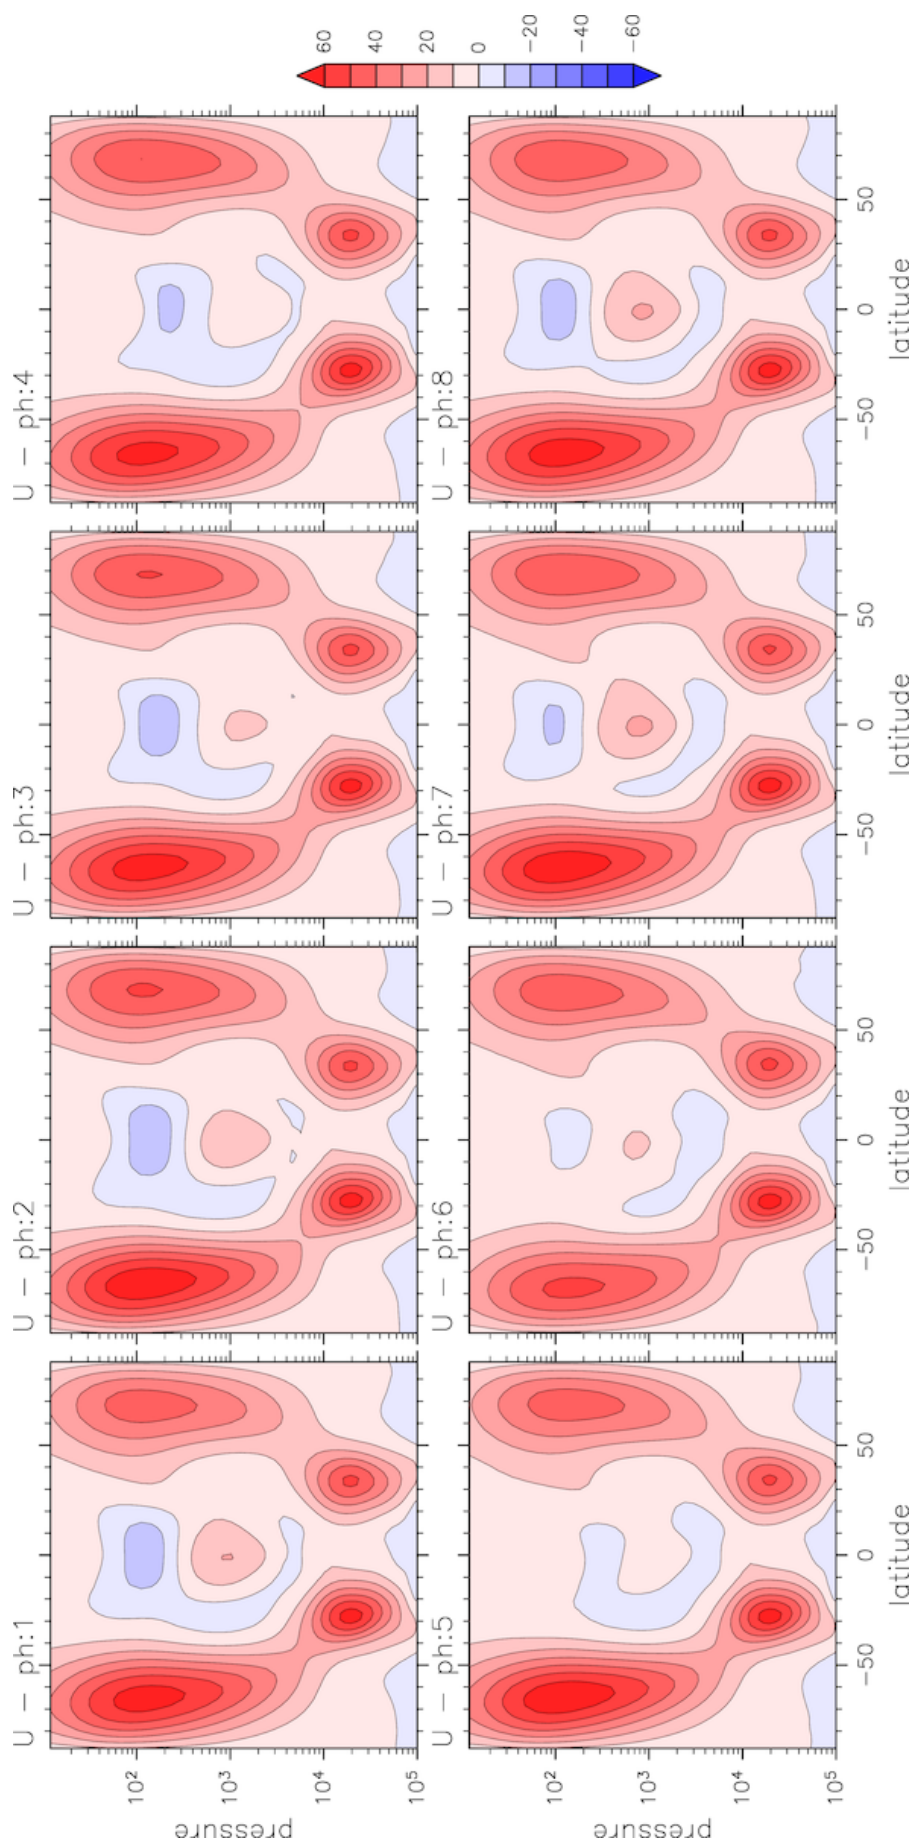 U — ph:1
U — ph:2
U — ph:3
U — ph:4
10²
10³
10⁴
10⁵
pressure
U — ph:5
U — ph:6
U — ph:7
U — ph:8
10²
10³
10⁴
10⁵
pressure
−50 0 50
latitude
−50 0 50
latitude
−50 0 50
latitude
−50 0 50
latitude
60
40
20
0
−20
−40
−60